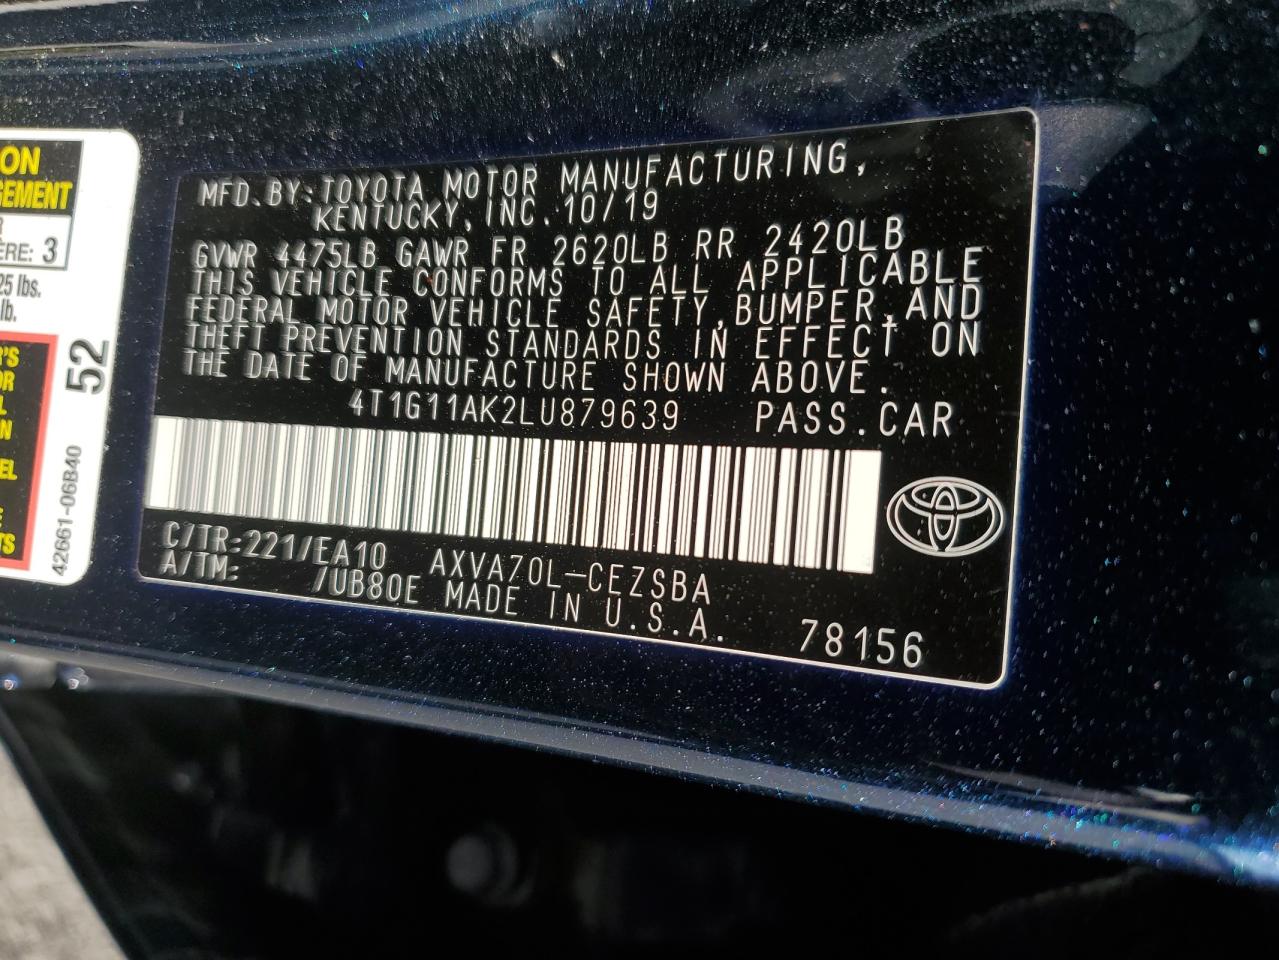 ON
GEMENT
ERE: 3
25 lbs.
lb.
52
42661-06B40
MFD.BY:TOYOTA MOTOR MANUFACTURING,
KENTUCKY, INC. 10/19
GVWR 4475LB GAWR FR 2620LB RR 2420LB
THIS VEHICLE CONFORMS TO ALL APPLICABLE
FEDERAL MOTOR VEHICLE SAFETY,BUMPER,AND
THEFT PREVENTION STANDARDS IN EFFECT ON
THE DATE OF MANUFACTURE SHOWN ABOVE.
4T1G11AK2LU879639 PASS.CAR
C/TR:221/EA10 AXVA70L-CEZSBA
A/TM: /UB80E MADE IN U.S.A.
78156